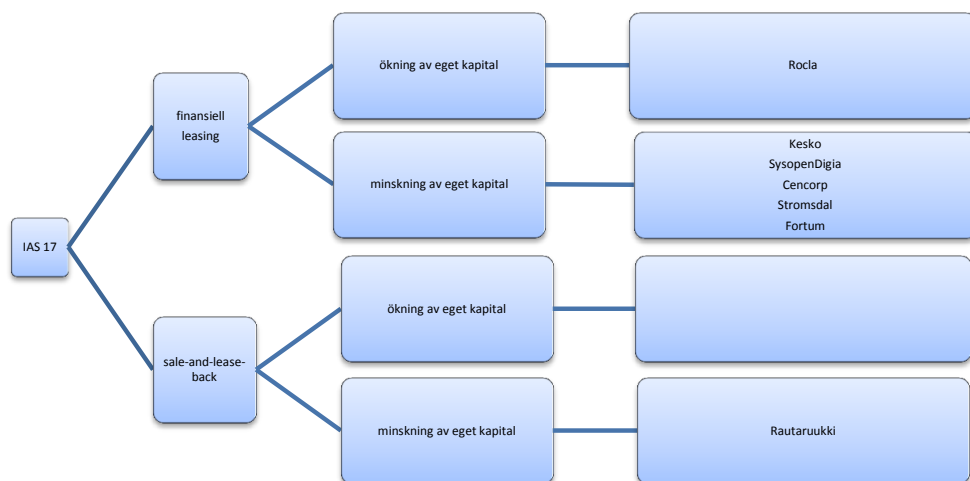 IAS 17
finansiell
leasing
ökning av eget kapital
Rocla
minskning av eget kapital
Kesko
SysopenDigia
Cencorp
Stromsdal
Fortum
sale-and-lease-
back
ökning av eget kapital
minskning av eget kapital
Rautaruukki